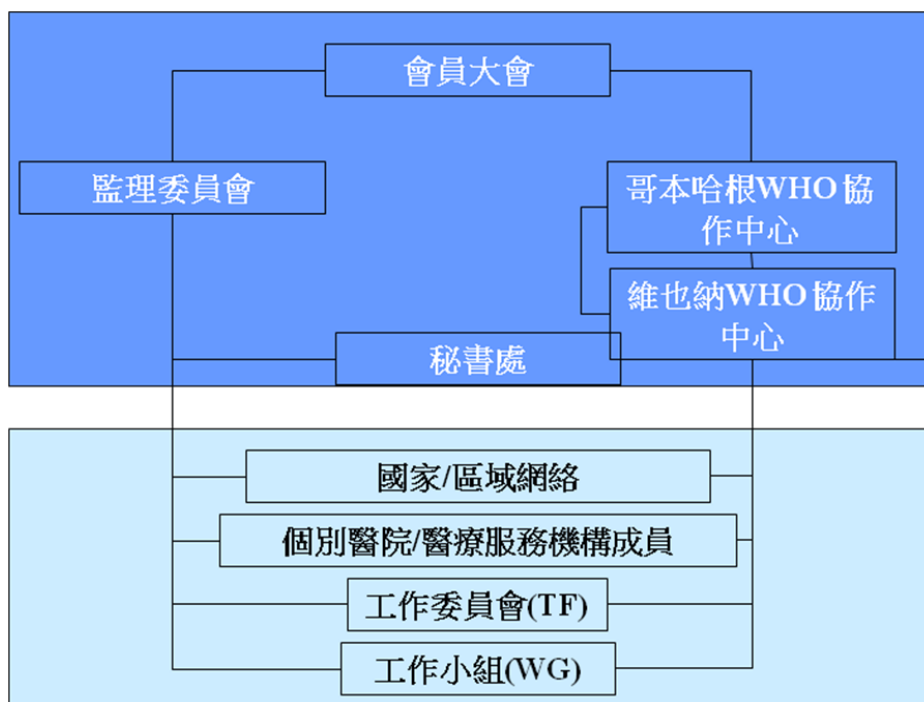 會員大會
監理委員會
哥本哈根WHO 協
作中心
維也納WHO 協作
中心
秘書處
國家/區域網絡
個別醫院/醫療服務機構成員
工作委員會(TF)
工作小組(WG)